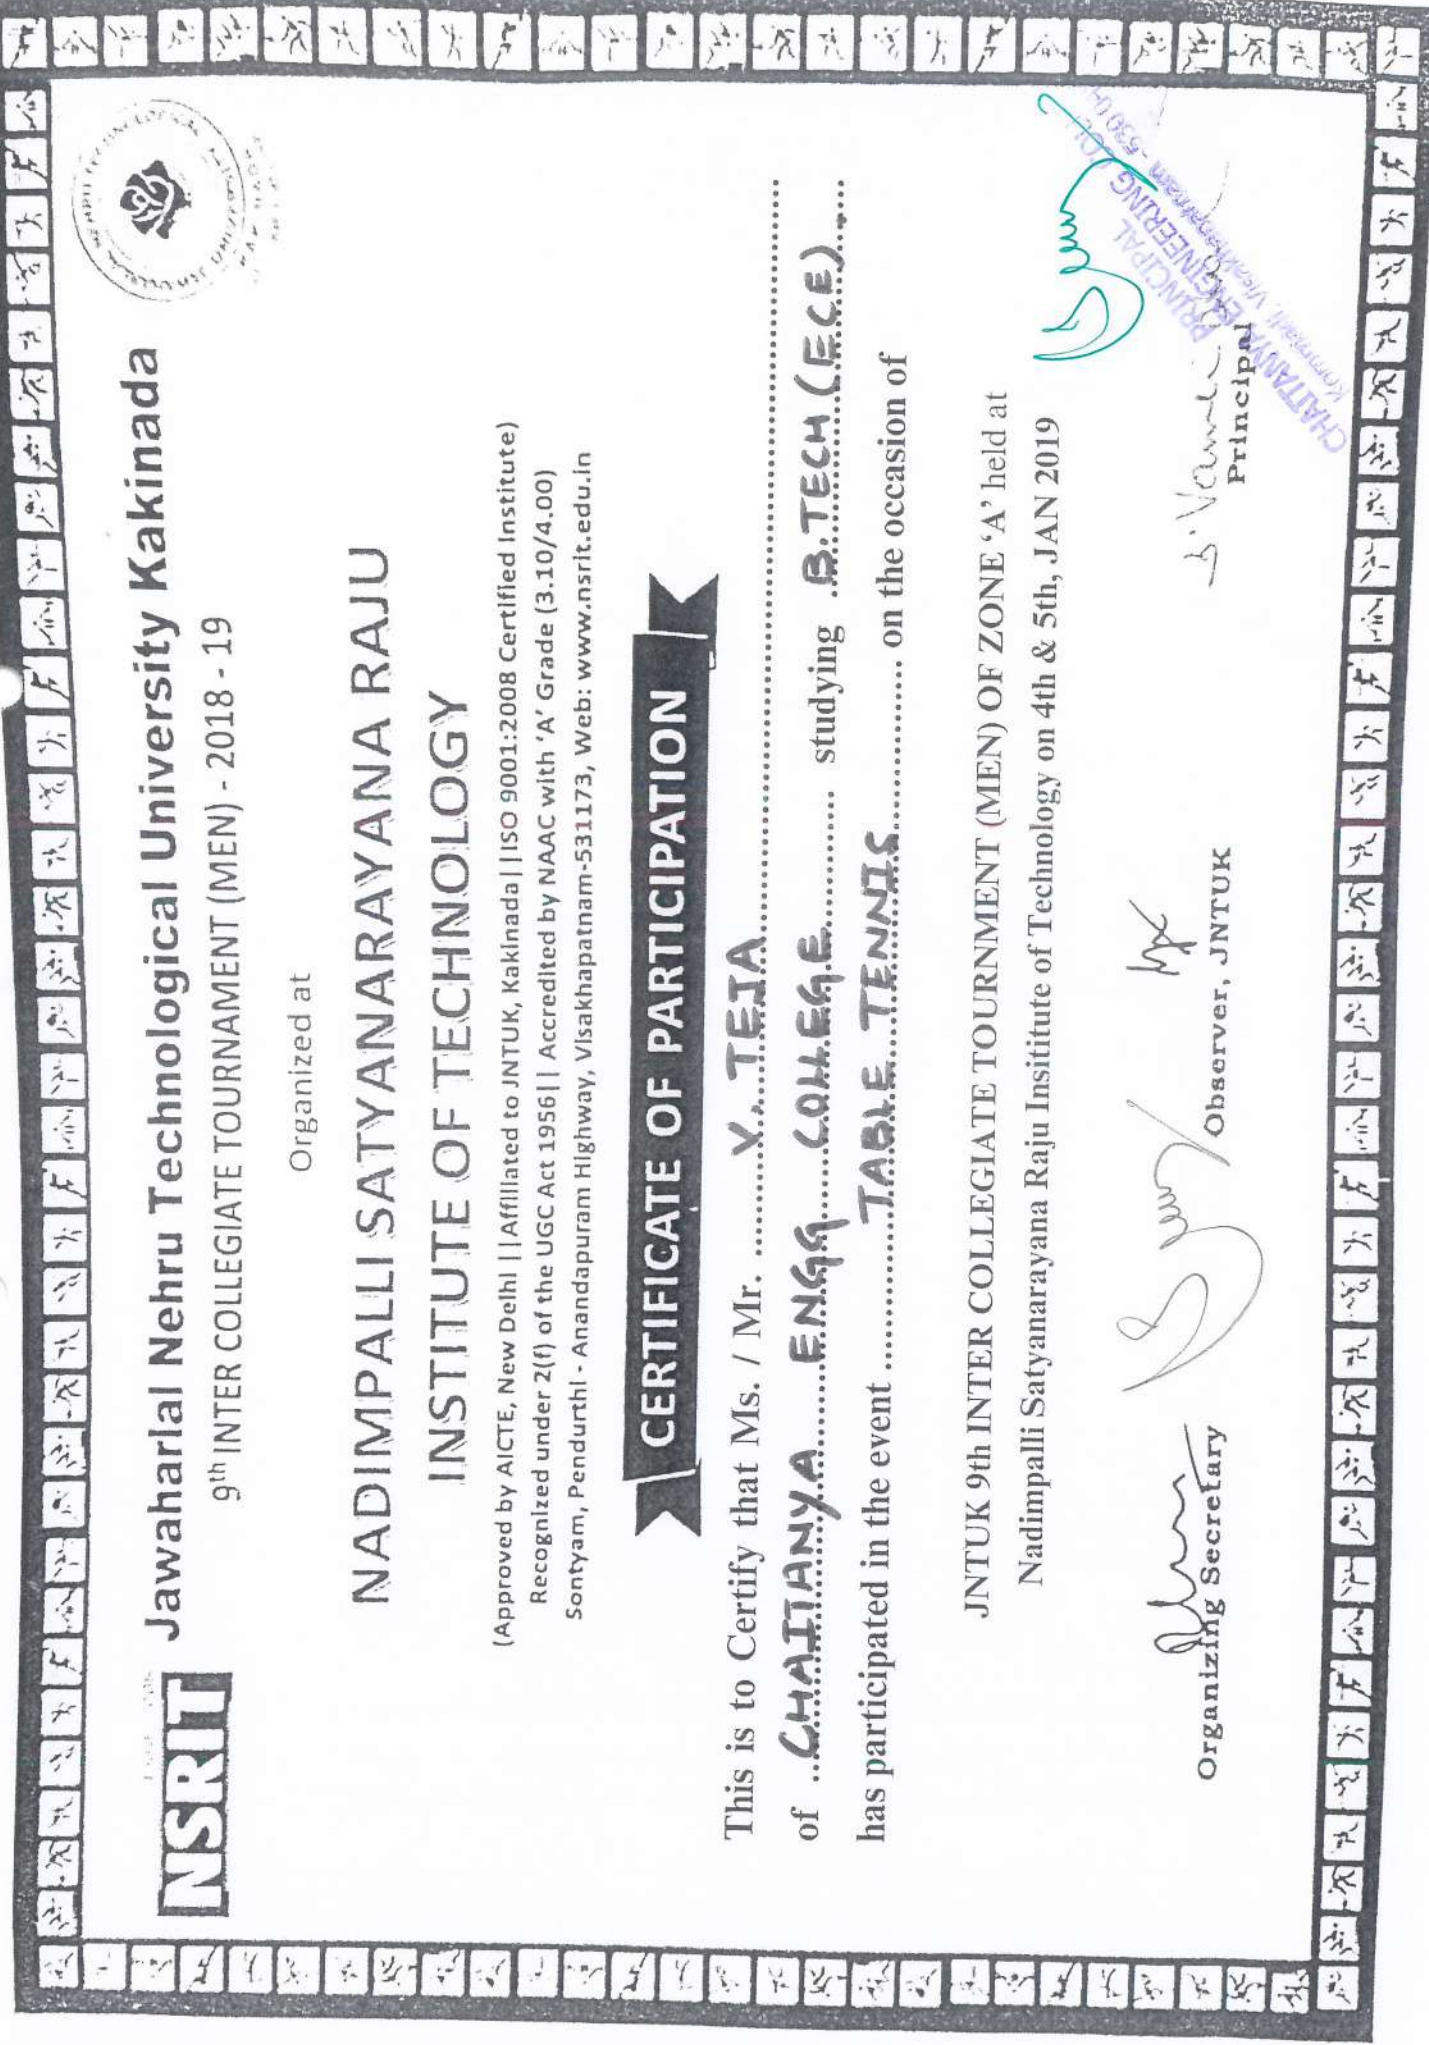 NSRIT
Jawaharlal Nehru Technological University Kakinada
9th INTER COLLEGIATE TOURNAMENT (MEN) - 2018 - 19
Organized at
NADIMPALLI SATYANARAYANA RAJU
INSTITUTE OF TECHNOLOGY
(Approved by AICTE, New Delhi ||Affiliated to JNTUK, Kakinada||ISO 9001:2008 Certified Institute)
Recognized under 2(f) of the UGC Act 1956|| Accredited by NAAC with 'A' Grade (3.10/4.00)
Sontyam, Pendurthi - Anandapuram Highway, Visakhapatnam-531173, Web: www.nsrit.edu.in
CERTIFICATE OF PARTICIPATION
This is to Certify that Ms. / Mr. Y. TEJA
of CHAITANYA ENGG COLLEGE studying B.TECH (ECE)
has participated in the event TABLE TENNIS on the occasion of
JNTUK 9th INTER COLLEGIATE TOURNMENT (MEN) OF ZONE 'A' held at
Nadimpalli Satyanarayana Raju Insititute of Technology on 4th & 5th, JAN 2019
Organizing Secretary
Observer, JNTUK
Principal
PRINCIPAL
CHAITANYA ENGINEERING
Kommadi, Visakhapatnam -530